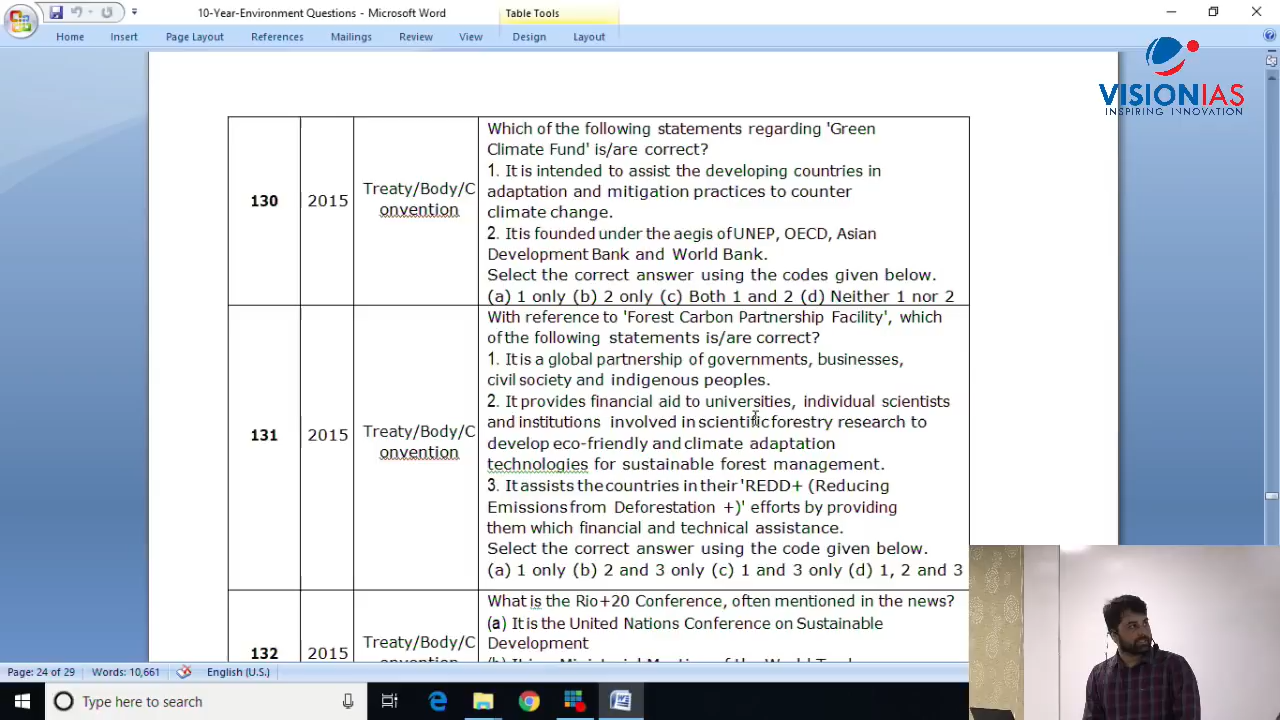 10-Year-Environment Questions - Microsoft Word
Table Tools
Home Insert Page Layout References Mailings Review View Design Layout
VISIONIAS
INSPIRING INNOVATION
130
2015
Treaty/Body/C
onvention
Which of the following statements regarding 'Green
Climate Fund' is/are correct?
1. It is intended to assist the developing countries in
adaptation and mitigation practices to counter
climate change.
2. It is founded under the aegis of UNEP, OECD, Asian
Development Bank and World Bank.
Select the correct answer using the codes given below.
(a) 1 only (b) 2 only (c) Both 1 and 2 (d) Neither 1 nor 2
131
2015
Treaty/Body/C
onvention
With reference to 'Forest Carbon Partnership Facility', which
of the following statements is/are correct?
1. It is a global partnership of governments, businesses,
civil society and indigenous peoples.
2. It provides financial aid to universities, individual scientists
and institutions involved in scientific forestry research to
develop eco-friendly and climate adaptation
technologies for sustainable forest management.
3. It assists the countries in their 'REDD+ (Reducing
Emissions from Deforestation +)' efforts by providing
them which financial and technical assistance.
Select the correct answer using the code given below.
(a) 1 only (b) 2 and 3 only (c) 1 and 3 only (d) 1, 2 and 3
132
2015
Treaty/Body/C
What is the Rio+20 Conference, often mentioned in the news?
(a) It is the United Nations Conference on Sustainable
Development
Page: 24 of 29 Words: 10,661 English (U.S.)
Type here to search